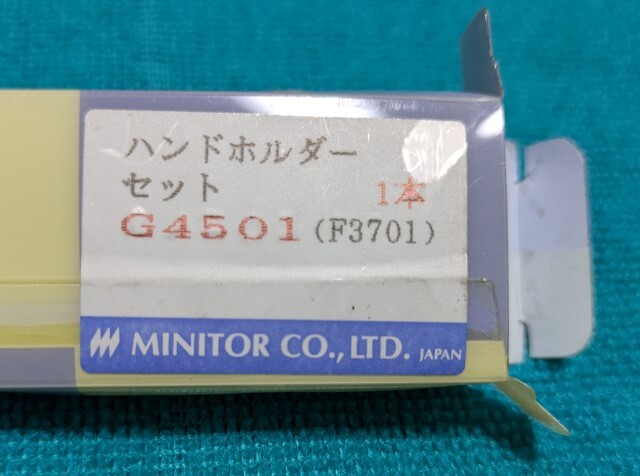 ハンドホルダー
セット 1本
G4501 (F3701)
MINITOR CO., LTD. JAPAN